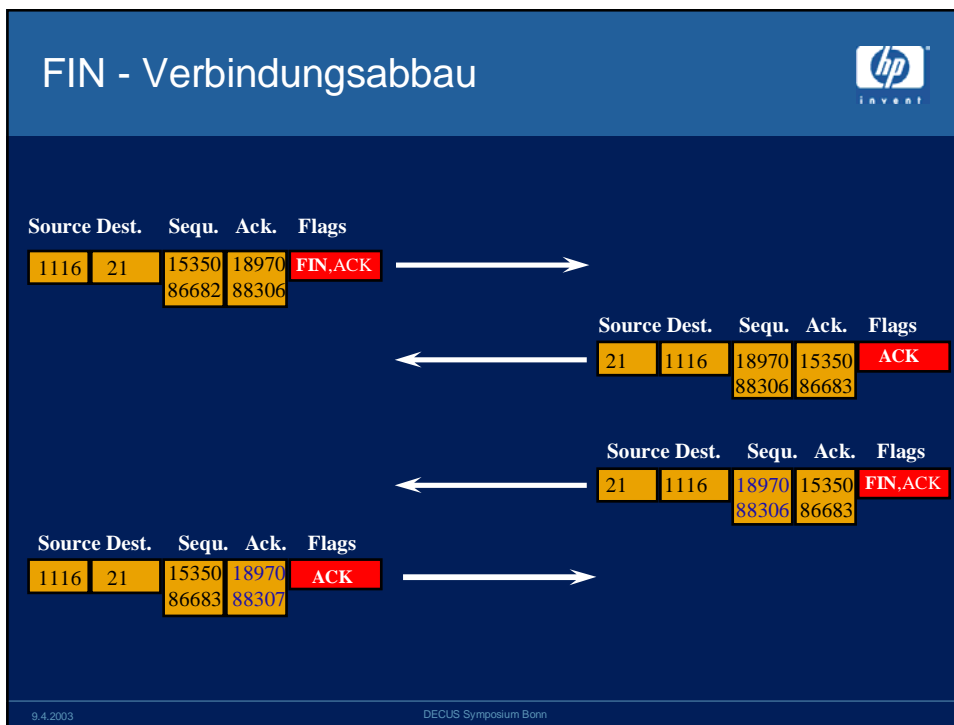 FIN - Verbindungsabbau
hp
invent
Source Dest. Sequ. Ack. Flags
1116 21 15350 18970 FIN,ACK
86682 88306
Source Dest. Sequ. Ack. Flags
21 1116 18970 15350 ACK
88306 86683
Source Dest. Sequ. Ack. Flags
21 1116 18970 15350 FIN,ACK
88306 86683
Source Dest. Sequ. Ack. Flags
1116 21 15350 18970 ACK
86683 88307
9.4.2003 DECUS Symposium Bonn